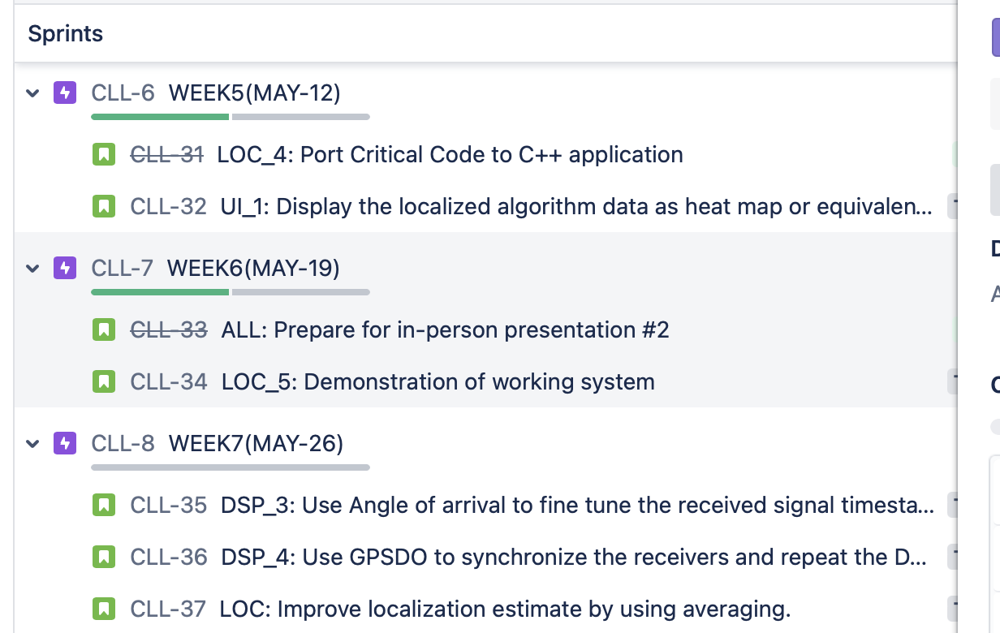 Sprints
CLL-6 WEEK5(MAY-12)
CLL-31 LOC_4: Port Critical Code to C++ application
CLL-32 UI_1: Display the localized algorithm data as heat map or equivalen...
CLL-7 WEEK6(MAY-19)
CLL-33 ALL: Prepare for in-person presentation #2
CLL-34 LOC_5: Demonstration of working system
CLL-8 WEEK7(MAY-26)
CLL-35 DSP_3: Use Angle of arrival to fine tune the received signal timesta...
CLL-36 DSP_4: Use GPSDO to synchronize the receivers and repeat the D...
CLL-37 LOC: Improve localization estimate by using averaging.